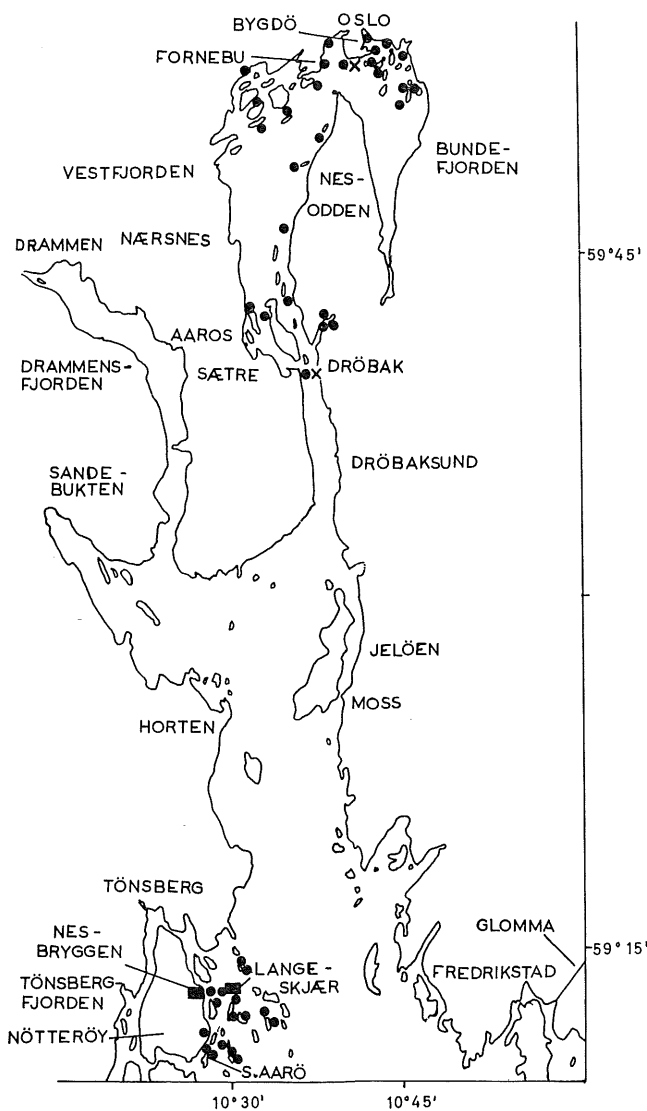 OSLO
BYGDÖ
FORNEBU
BUNDE-
FJORDEN
VESTFJORDEN
NES-
ODDEN
NÆRSNES
DRAMMEN
59°45'
AAROS
DRAMMENS-
FJORDEN
SÆTRE
DRÖBAK
SANDE-
BUKTEN
DRÖBAKSUND
JELÖEN
MOSS
HORTEN
TÖNSBERG
GLOMMA
NES-
BRYGGEN
59°15'
LANGE-
SKJÆR
FREDRIKSTAD
TÖNSBERG
FJORDEN
NÖTTERÖY
S.AARÖ
10°30'
10°45'